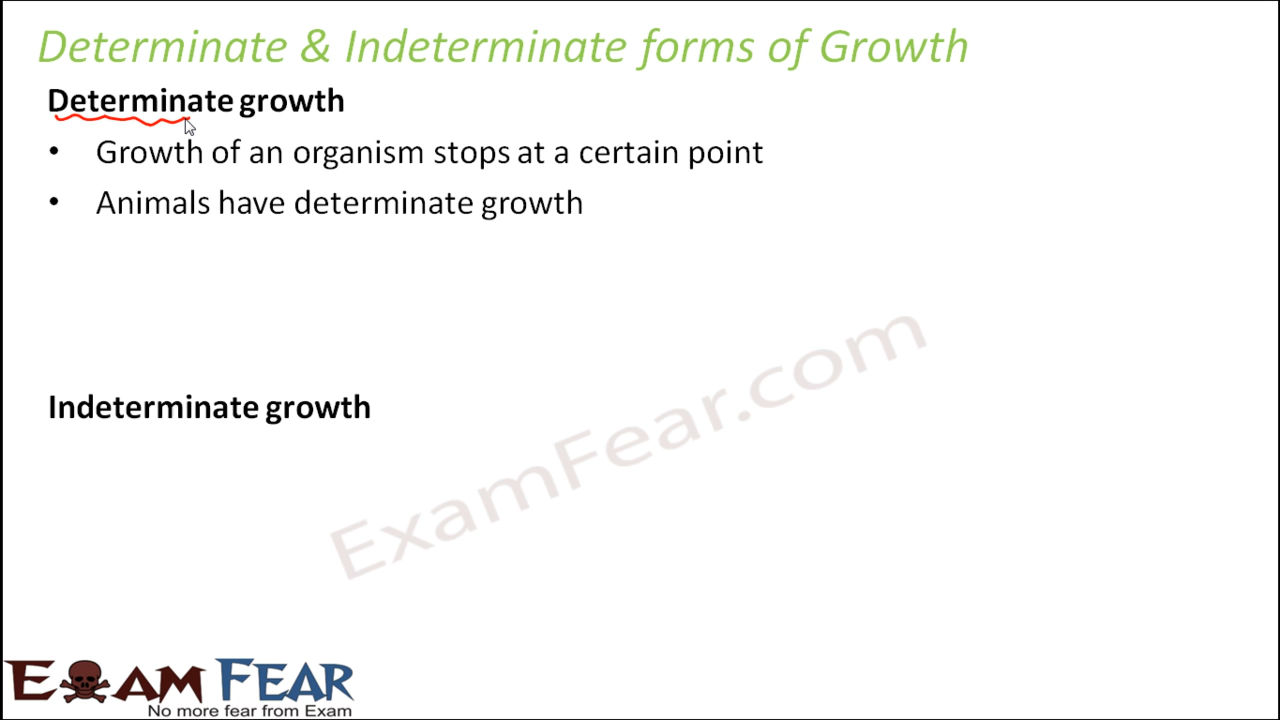 Determinate & Indeterminate forms of Growth
Determinate growth
• Growth of an organism stops at a certain point
• Animals have determinate growth
Indeterminate growth
ExamFear.com
EXAM FEAR
No more fear from Exam